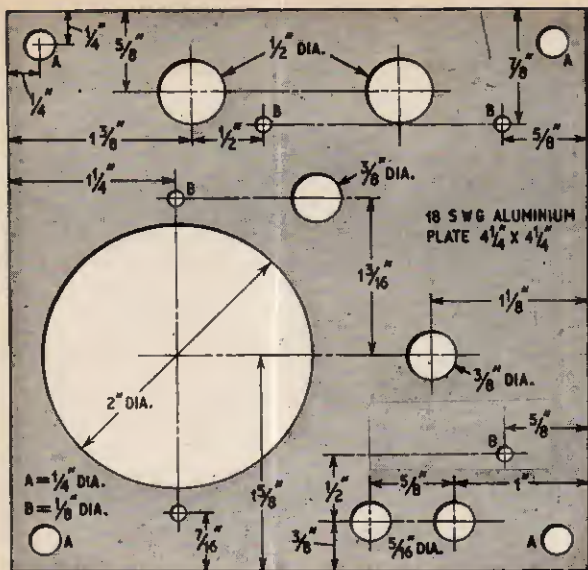 1/4"
A
1/4"
5/8"
1/2" DIA.
A
7/8"
B
B
1 3/8"
1/2"
5/8"
1 1/4"
B
3/8" DIA.
18 SWG ALUMINIUM
PLATE 4 1/4" X 4 1/4"
1 3/16"
1 1/8"
3/8" DIA.
2" DIA.
5/8"
B
A = 1/4" DIA.
B = 1/8" DIA.
1 5/8"
1/2"
5/8"
1"
A
7/16"
3/8"
5/16" DIA.
A